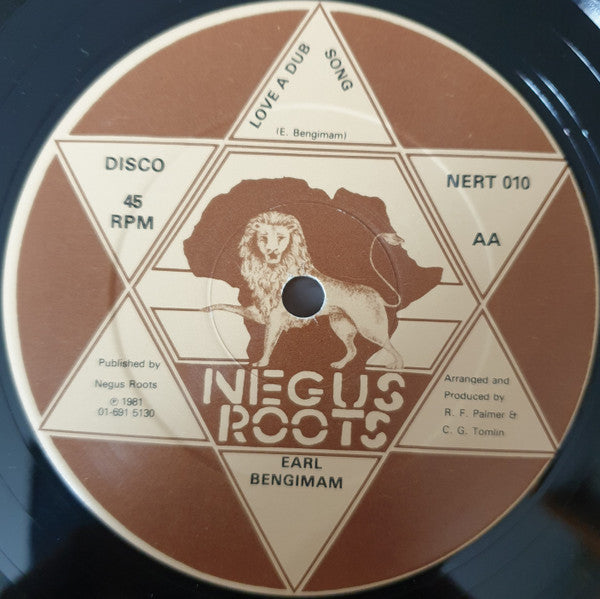 LOVE A DUB SONG
(E. Bengimam)
DISCO
45
RPM
NERT 010
AA
NEGUS
ROOTS
Published by
Negus Roots
℗ 1981
01-691 5130
Arranged and
Produced by
R. F. Palmer &
C. G. Tomlin
EARL
BENGIMAM